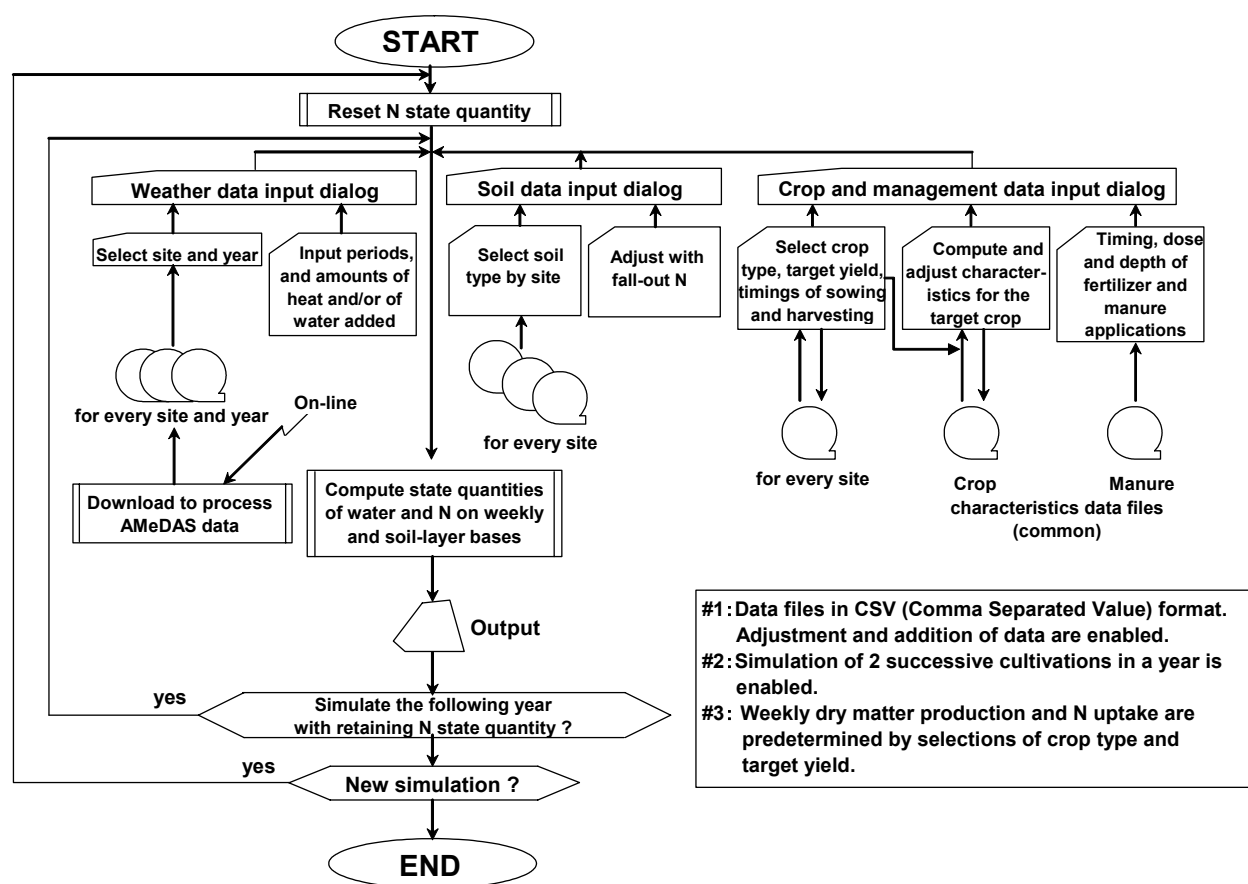 START
Reset N state quantity
Weather data input dialog
Soil data input dialog
Crop and management data input dialog
Select site and year
Input periods,
and amounts of
heat and/or of
water added
Select soil
type by site
Adjust with
fall-out N
Select crop
type, target yield,
timings of sowing
and harvesting
Compute and
adjust character-
istics for the
target crop
Timing, dose
and depth of
fertilizer and
manure
applications
for every site and year
On-line
for every site
for every site
Crop
Manure
characteristics data files
(common)
Download to process
AMeDAS data
Compute state quantities
of water and N on weekly
and soil-layer bases
Output
#1: Data files in CSV (Comma Separated Value) format.
Adjustment and addition of data are enabled.
#2: Simulation of 2 successive cultivations in a year is
enabled.
#3: Weekly dry matter production and N uptake are
predetermined by selections of crop type and
target yield.
yes
Simulate the following year
with retaining N state quantity ?
yes
New simulation ?
END